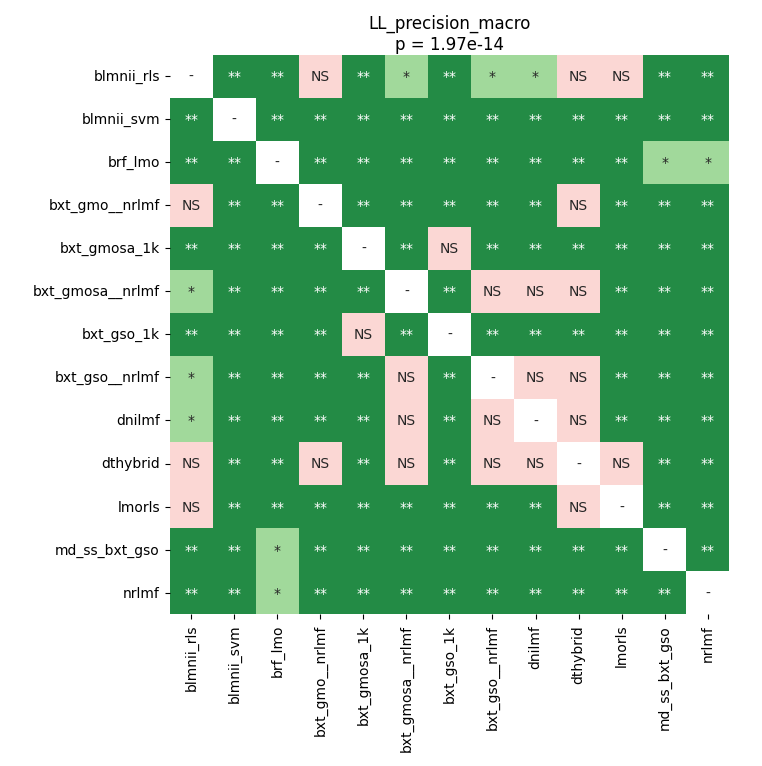 LL_precision_macro
p = 1.97e-14
blmnii_rls - ** ** NS ** * ** * * NS NS ** **
blmnii_svm ** - ** ** ** ** ** ** ** ** ** ** **
brf_lmo ** ** - ** ** ** ** ** ** ** ** * *
bxt_gmo__nrlmf NS ** ** - ** ** ** ** ** NS ** ** **
bxt_gmosa_1k ** ** ** ** - ** NS ** ** ** ** ** **
bxt_gmosa__nrlmf * ** ** ** ** - ** NS NS NS ** ** **
bxt_gso_1k ** ** ** ** NS ** - ** ** ** ** ** **
bxt_gso__nrlmf * ** ** ** ** NS ** - NS NS ** ** **
dnilmf * ** ** ** ** NS ** NS - NS ** ** **
dthybrid NS ** ** NS ** NS ** NS NS - NS ** **
lmorls NS ** ** ** ** ** ** ** ** NS - ** **
md_ss_bxt_gso ** ** * ** ** ** ** ** ** ** ** - **
nrlmf ** ** * ** ** ** ** ** ** ** ** ** -
blmnii_rls
blmnii_svm
brf_lmo
bxt_gmo__nrlmf
bxt_gmosa_1k
bxt_gmosa__nrlmf
bxt_gso_1k
bxt_gso__nrlmf
dnilmf
dthybrid
lmorls
md_ss_bxt_gso
nrlmf